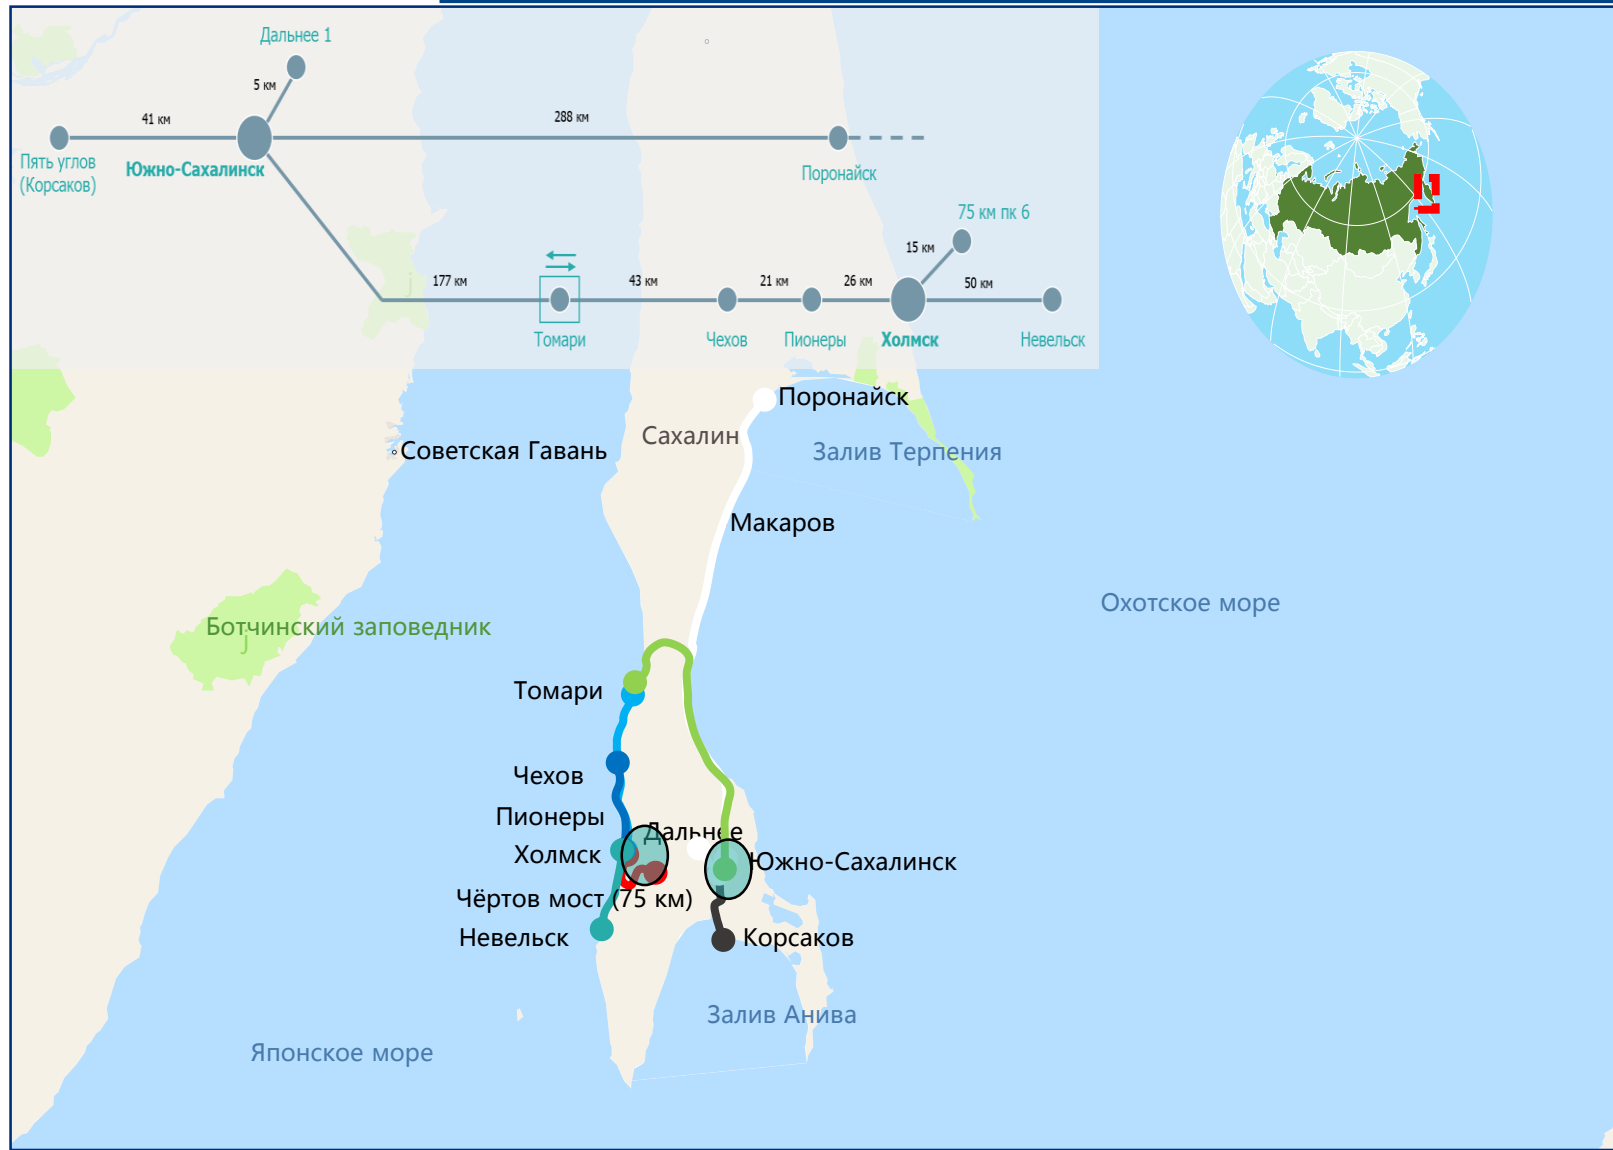 Дальнее 1
5 км
41 км
288 км
Пять углов
(Корсаков)
Южно-Сахалинск
Поронайск
75 км пк 6
15 км
177 км
43 км
21 км
26 км
50 км
Томари
Чехов
Пионеры
Холмск
Невельск
j
Поронайск
Сахалин
Советская Гавань
Залив Терпения
Макаров
Охотское море
Ботчинский заповедник
j
Томари
Чехов
Пионеры
Дальнее
Холмск
Южно-Сахалинск
Чёртов мост (75 км)
Невельск
Корсаков
Залив Анива
Японское море